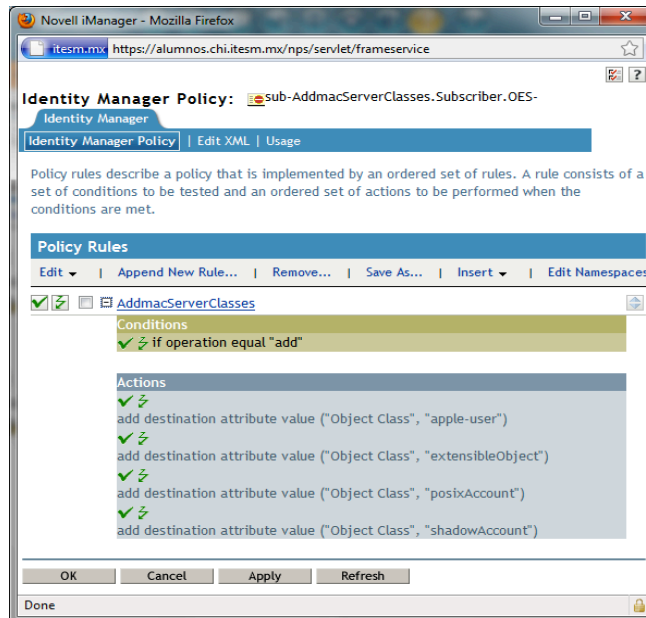 Novell iManager - Mozilla Firefox
itesm.mx https://alumnos.chi.itesm.mx/nps/servlet/frameservice
?
Identity Manager Policy: sub-AddmacServerClasses.Subscriber.OES-
Identity Manager
Identity Manager Policy | Edit XML | Usage
Policy rules describe a policy that is implemented by an ordered set of rules. A rule consists of a
set of conditions to be tested and an ordered set of actions to be performed when the
conditions are met.
Policy Rules
Edit | Append New Rule... | Remove... | Save As... | Insert | Edit Namespaces
AddmacServerClasses
Conditions
if operation equal "add"
Actions
add destination attribute value ("Object Class", "apple-user")
add destination attribute value ("Object Class", "extensibleObject")
add destination attribute value ("Object Class", "posixAccount")
add destination attribute value ("Object Class", "shadowAccount")
OK Cancel Apply Refresh
Done